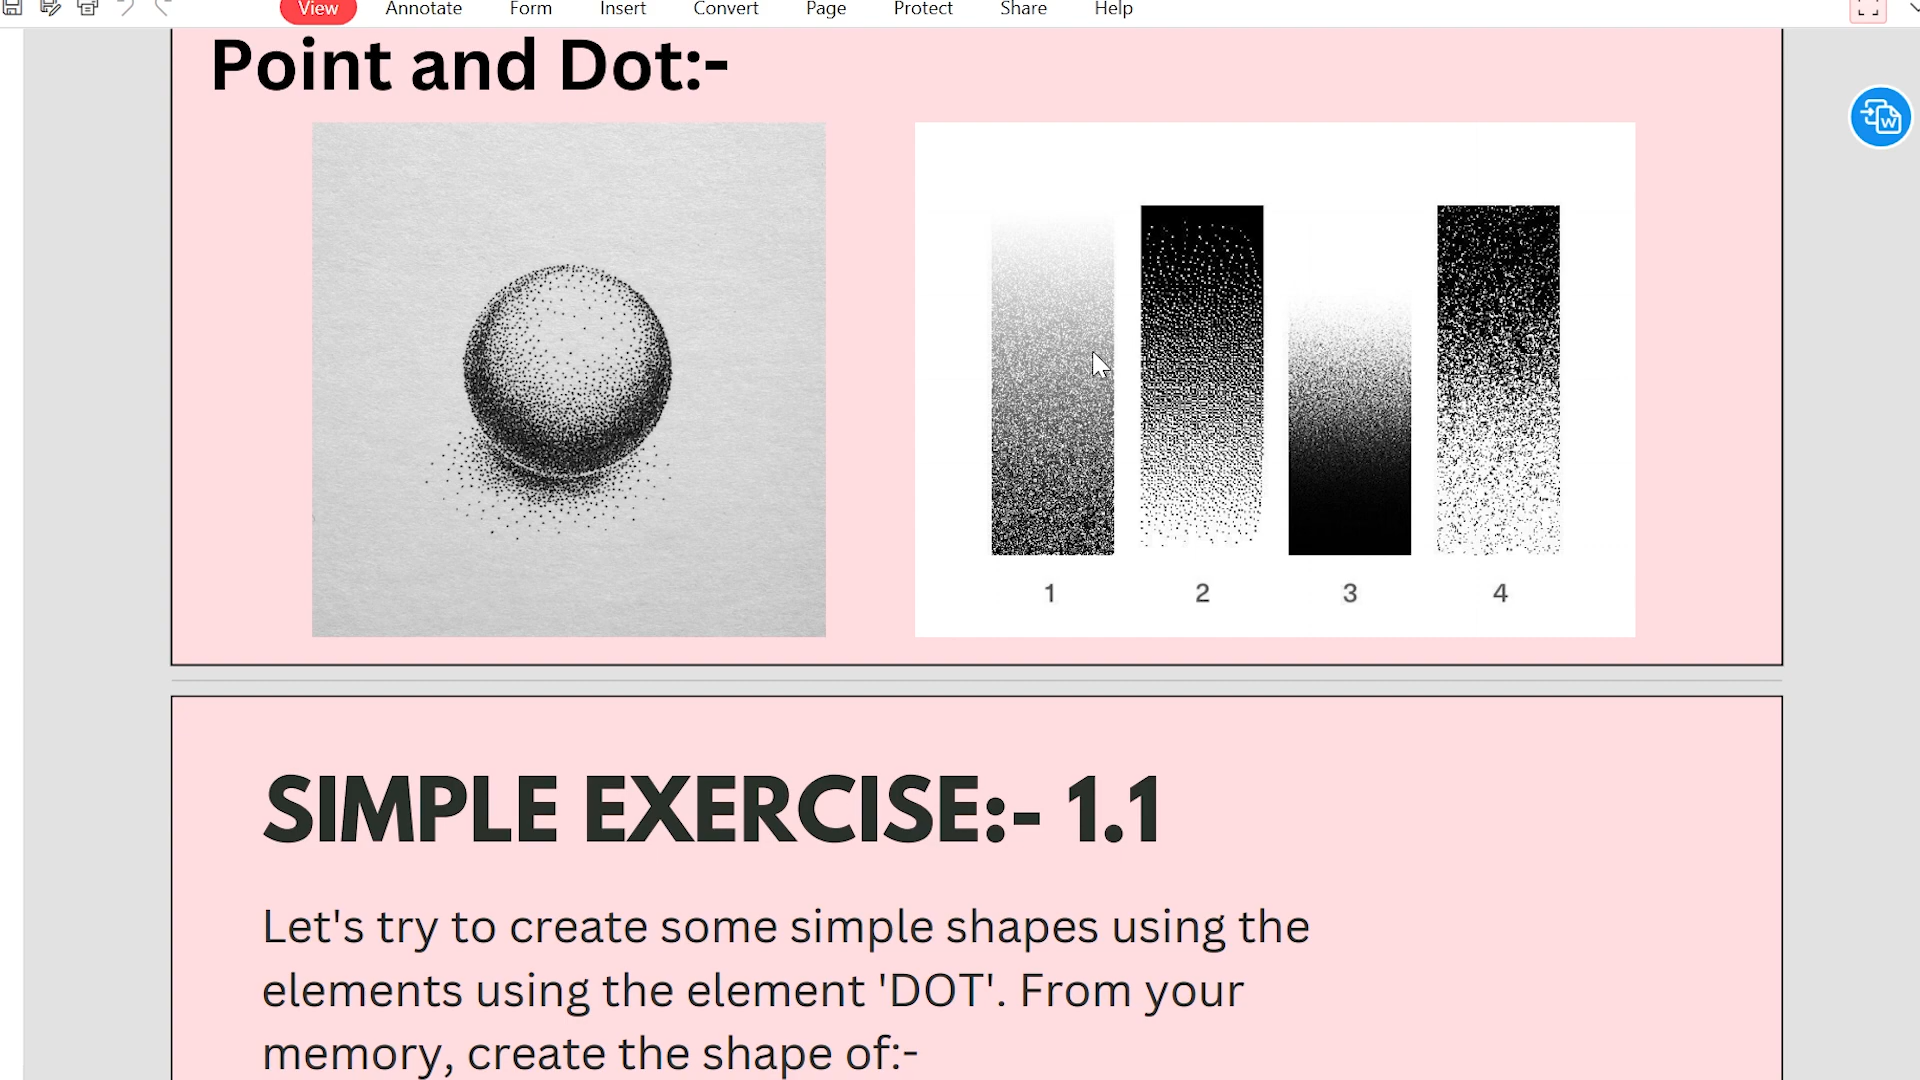 View Annotate Form Insert Convert Page Protect Share Help
Point and Dot:-
1 2 3 4
SIMPLE EXERCISE:- 1.1
Let's try to create some simple shapes using the
elements using the element 'DOT'. From your
memory, create the shape of:-